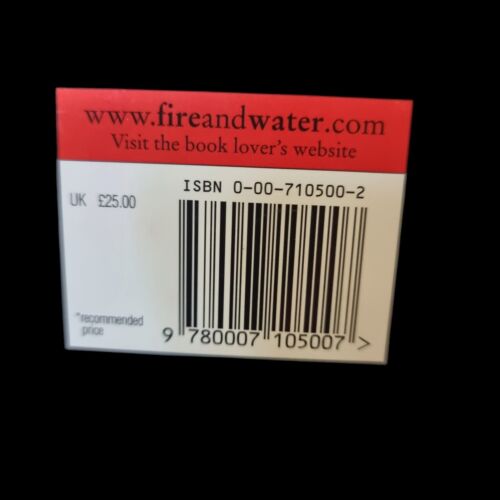 www.fireandwater.com
Visit the book lover's website
ISBN 0-00-710500-2
UK £25.00
*recommended
price
9 780007 105007 >